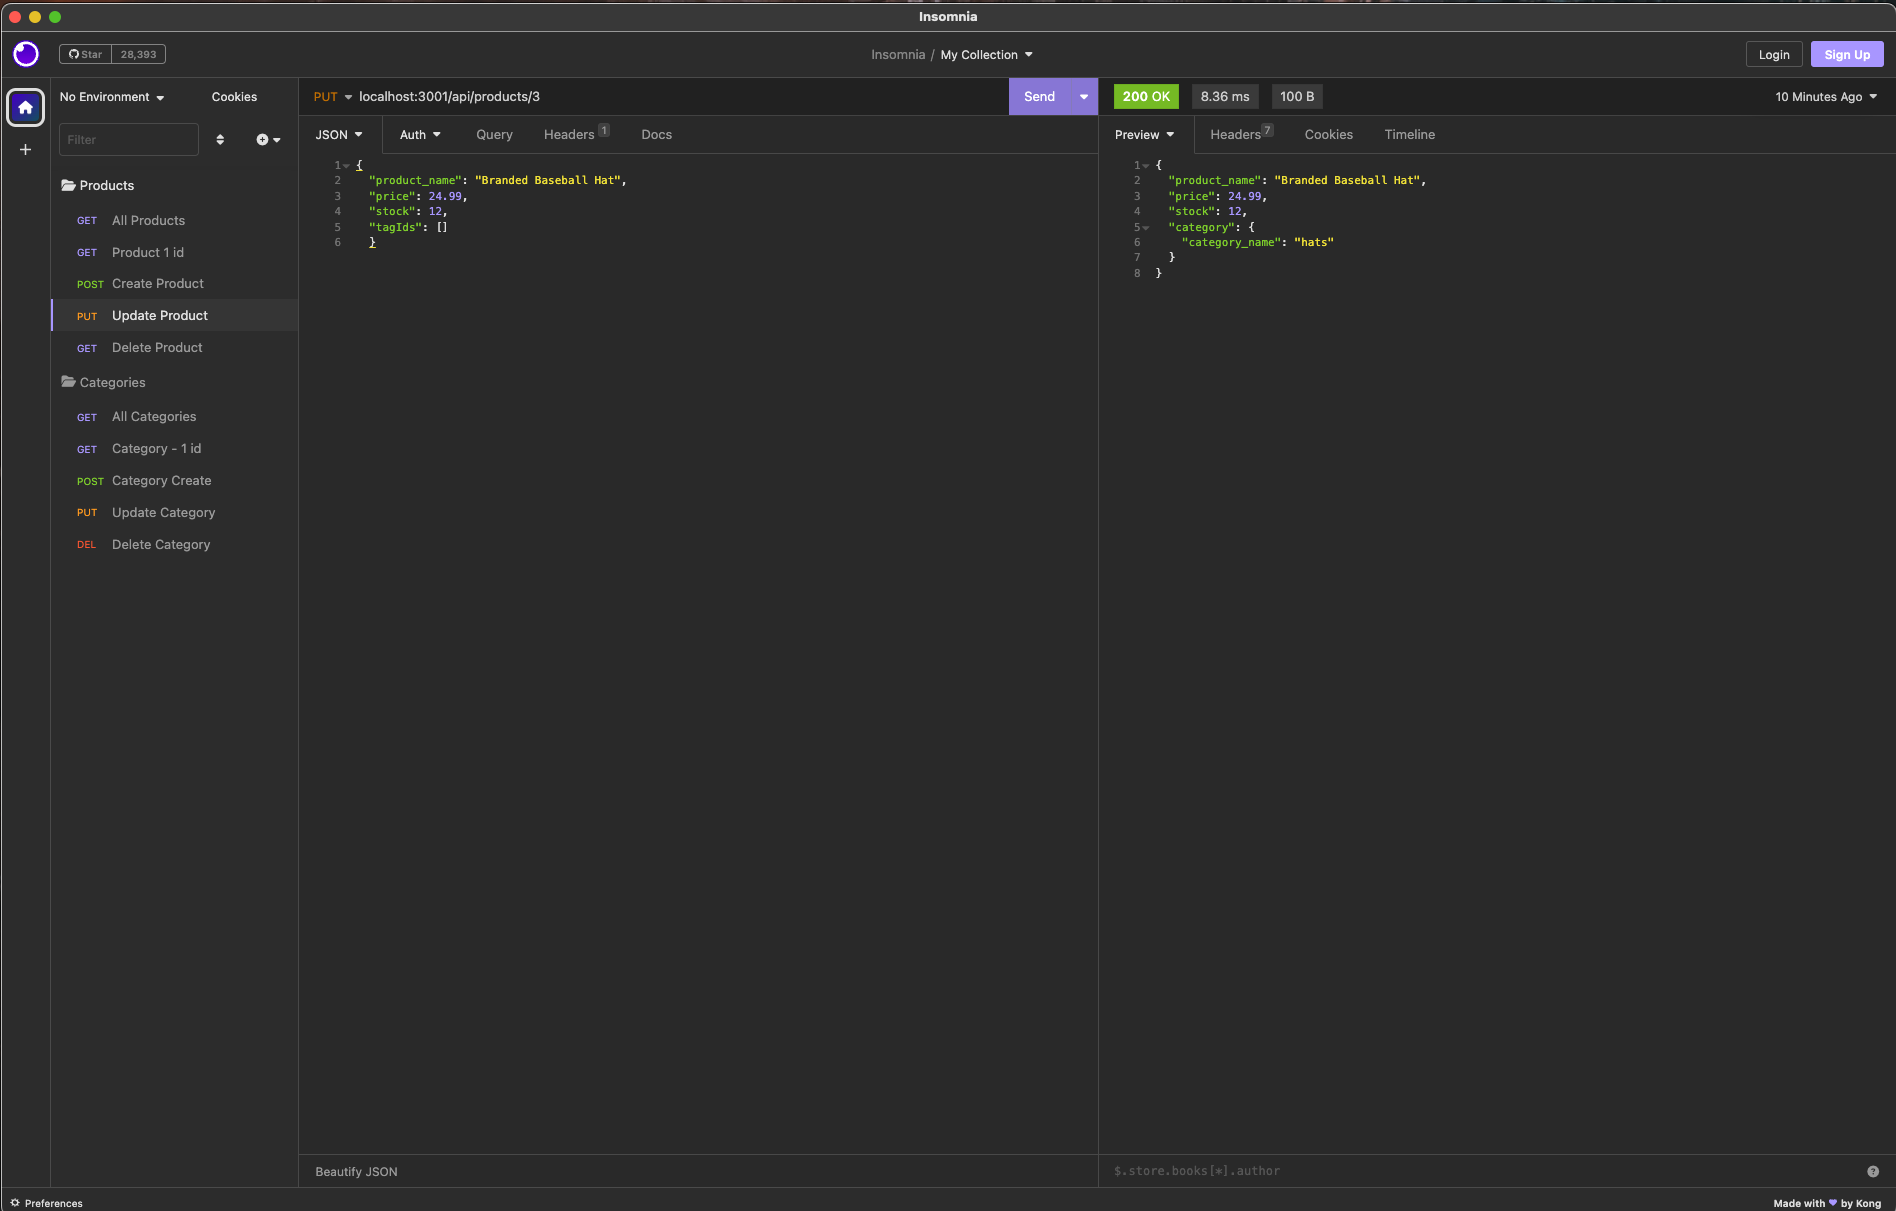 Insomnia
Star 28,393
Insomnia / My Collection
Login Sign Up
No Environment Cookies
Filter
Products
GET All Products
GET Product 1 id
POST Create Product
PUT Update Product
GET Delete Product
Categories
GET All Categories
GET Category - 1 id
POST Category Create
PUT Update Category
DEL Delete Category
PUT localhost:3001/api/products/3 Send
JSON Auth Query Headers 1 Docs
1 {
2 "product_name": "Branded Baseball Hat",
3 "price": 24.99,
4 "stock": 12,
5 "tagIds": []
6 }
Beautify JSON
200 OK 8.36 ms 100 B 10 Minutes Ago
Preview Headers 7 Cookies Timeline
1 {
2 "product_name": "Branded Baseball Hat",
3 "price": 24.99,
4 "stock": 12,
5 "category": {
6 "category_name": "hats"
7 }
8 }
$.store.books[*].author ?
Preferences
Made with ♥ by Kong